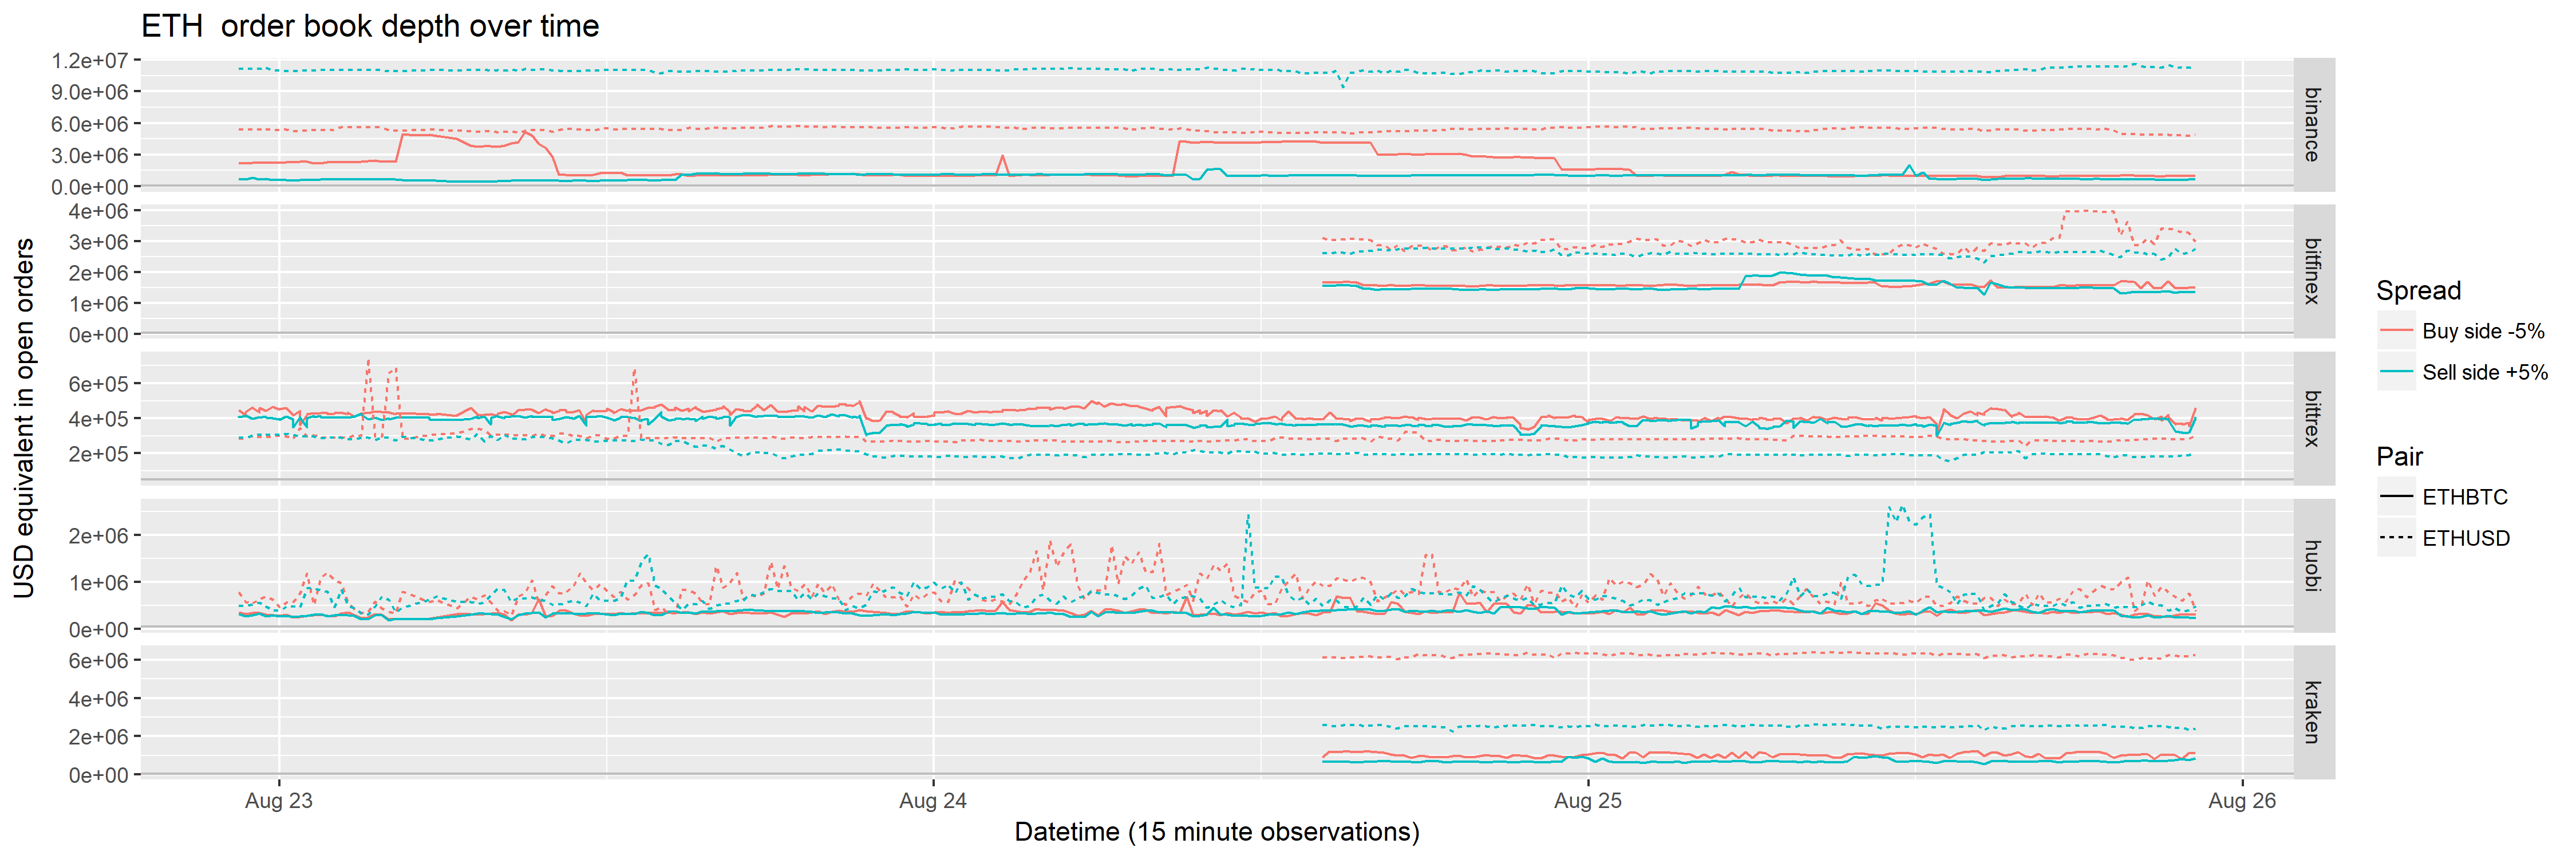 ETH  order book depth over time
USD equivalent in open orders
1.2e+07
9.0e+06
6.0e+06
3.0e+06
0.0e+00
binance
4e+06
3e+06
2e+06
1e+06
0e+00
bitfinex
6e+05
4e+05
2e+05
bittrex
2e+06
1e+06
0e+00
huobi
6e+06
4e+06
2e+06
0e+00
kraken
Aug 23
Aug 24
Aug 25
Aug 26
Datetime (15 minute observations)
Spread
Buy side -5%
Sell side +5%
Pair
ETHBTC
ETHUSD